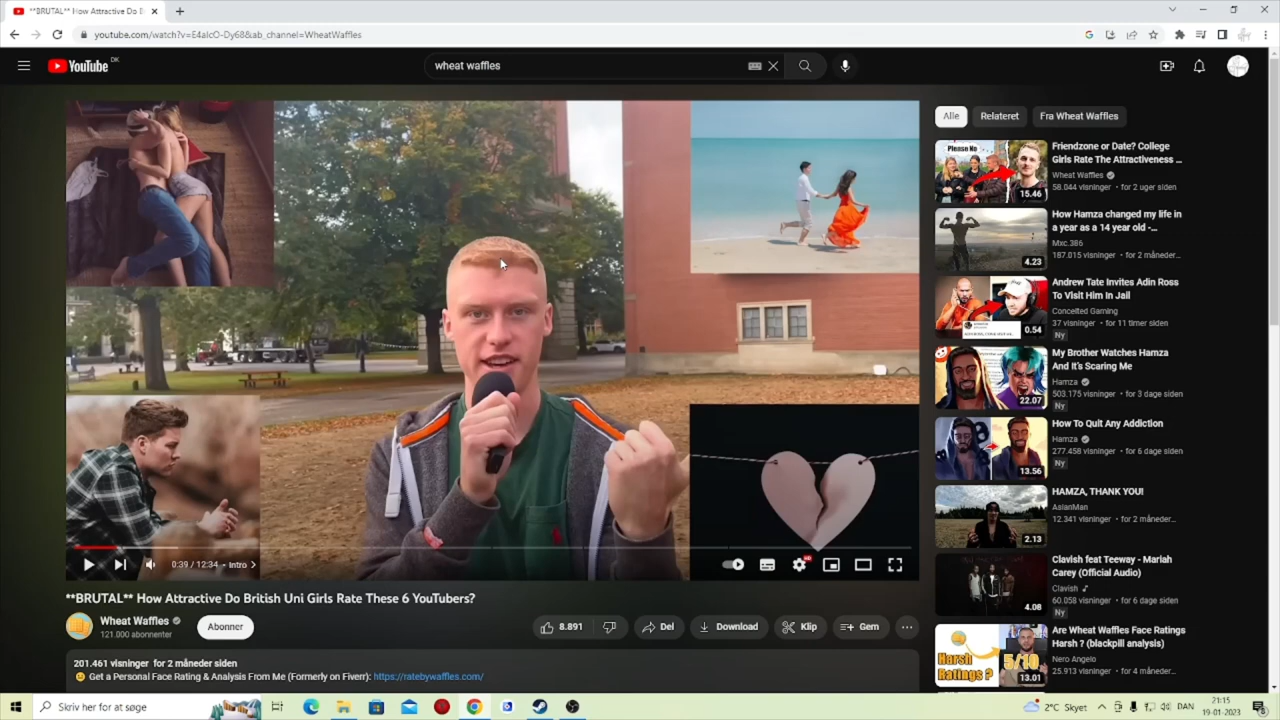 **BRUTAL** How Attractive Do B
youtube.com/watch?v=E4alcO-Dy68&ab_channel=WheatWaffles
YouTube DK
wheat waffles
Alle
Relateret
Fra Wheat Waffles
Please No
15.46
Friendzone or Date? College
Girls Rate The Attractiveness ...
Wheat Waffles
58.044 visninger • for 2 uger siden
4.23
How Hamza changed my life in
a year as a 14 year old -...
Mxc.386
187.015 visninger • for 2 måneder...
0.54
Andrew Tate Invites Adin Ross
To Visit Him In Jail
Conceited Gaming
37 visninger • for 11 timer siden
Ny
22.07
My Brother Watches Hamza
And It's Scaring Me
Hamza
503.175 visninger • for 3 dage siden
Ny
13.56
How To Quit Any Addiction
Hamza
277.458 visninger • for 6 dage siden
Ny
2.13
HAMZA, THANK YOU!
AsianMan
12.341 visninger • for 2 måneder...
4.08
Clavish feat Teeway - Mariah
Carey (Official Audio)
Clavish
60.058 visninger • for 6 dage siden
Ny
Harsh
Ratings ?
5/10
13.01
Are Wheat Waffles Face Ratings
Harsh ? (blackpill analysis)
Nero Angelo
25.913 visninger • for 4 måneder...
0:39 / 12:34 • Intro
HD
**BRUTAL** How Attractive Do British Uni Girls Rate These 6 YouTubers?
Wheat Waffles
121.000 abonnenter
Abonner
8.891
Del
Download
Klip
Gem
201.461 visninger for 2 måneder siden
Get a Personal Face Rating & Analysis From Me (Formerly on Fiverr): https://ratebywaffles.com/
Skriv her for at søge
2°C Skyet
DAN
21:15
19-01-2023